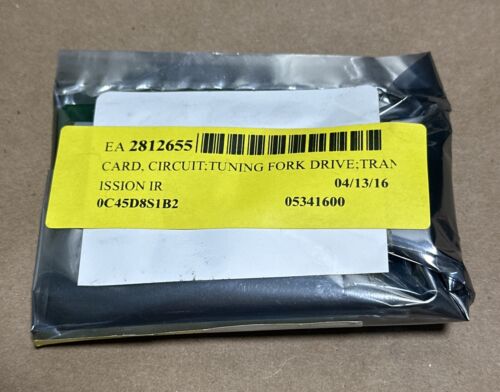 EA 2812655
CARD, CIRCUIT;TUNING FORK DRIVE;TRAN
ISSION IR 04/13/16
0C45D8S1B2 05341600